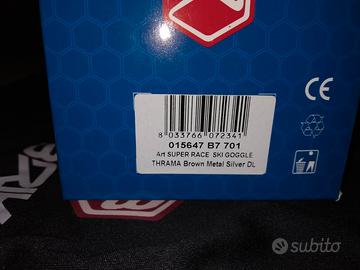 8 033766 072341
015647 B7 701
Art SUPER RACE SKI GOGGLE
THRAMA Brown Metal Silver DL
CE
subito